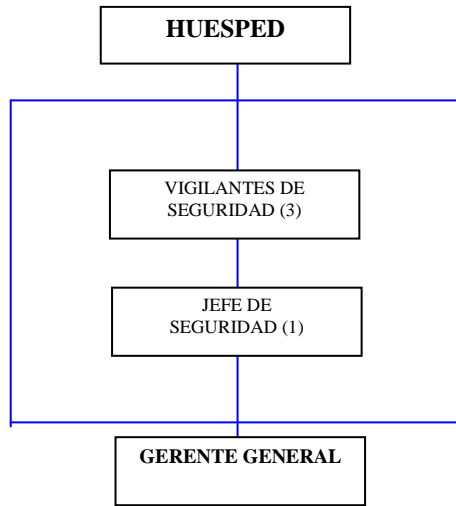 HUESPED
VIGILANTES DE
SEGURIDAD (3)
JEFE DE
SEGURIDAD (1)
GERENTE GENERAL